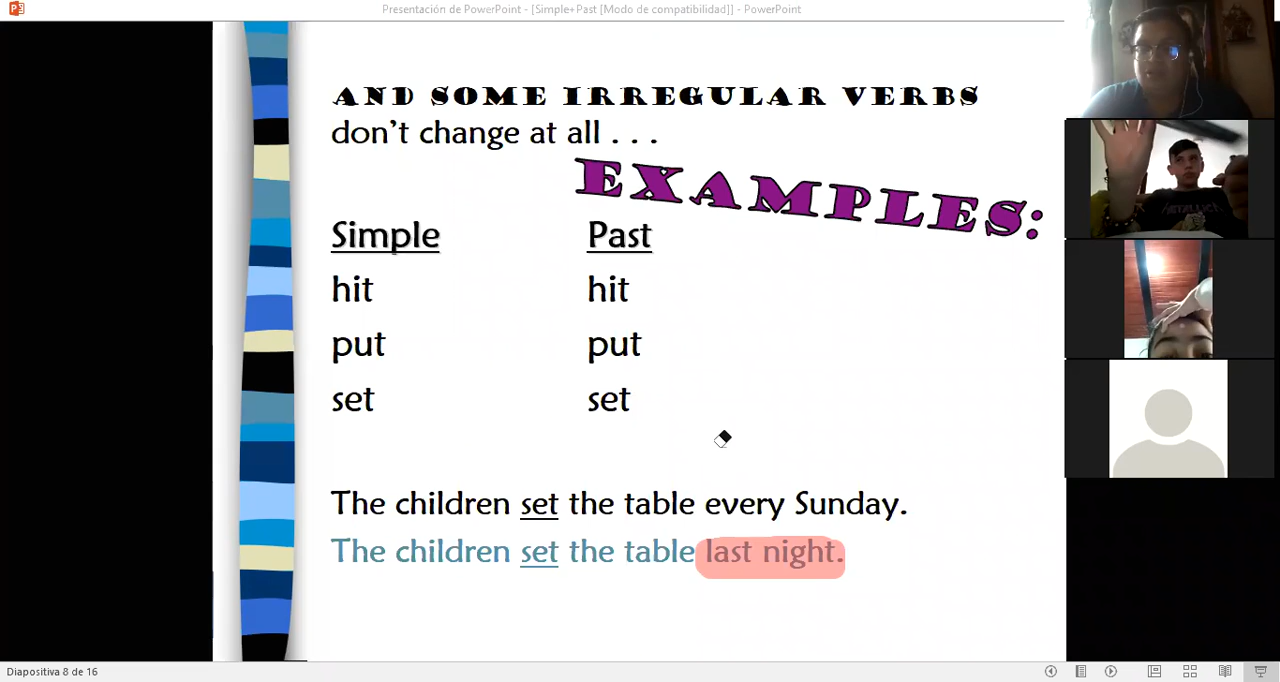 Presentación de PowerPoint - [Simple+Past [Modo de compatibilidad]] - PowerPoint
AND SOME IRREGULAR VERBS
don't change at all . . .
EXAMPLES:
Simple Past
hit hit
put put
set set
The children set the table every Sunday.
The children set the table last night.
METALLICA
Diapositiva 8 de 16